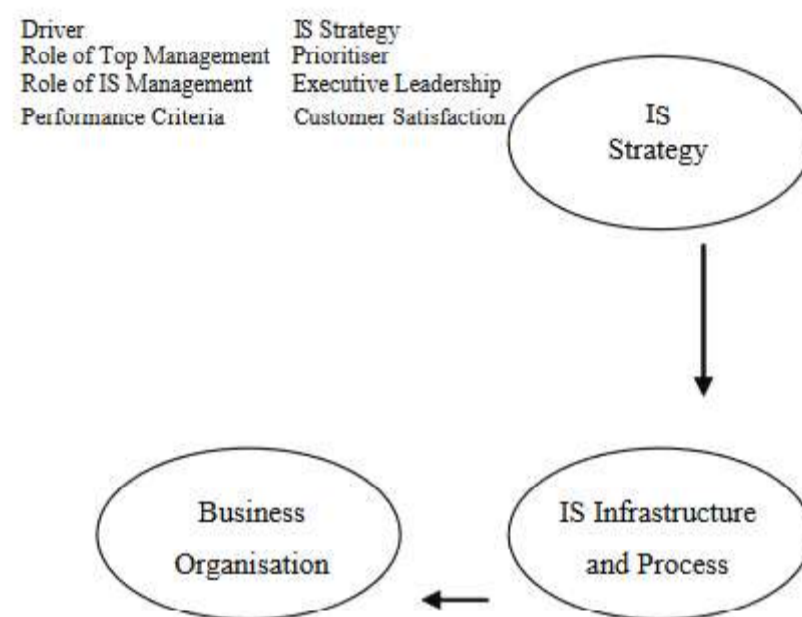 Driver IS Strategy
Role of Top Management Prioritiser
Role of IS Management Executive Leadership
Performance Criteria Customer Satisfaction
IS
Strategy
Business
Organisation
IS Infrastructure
and Process